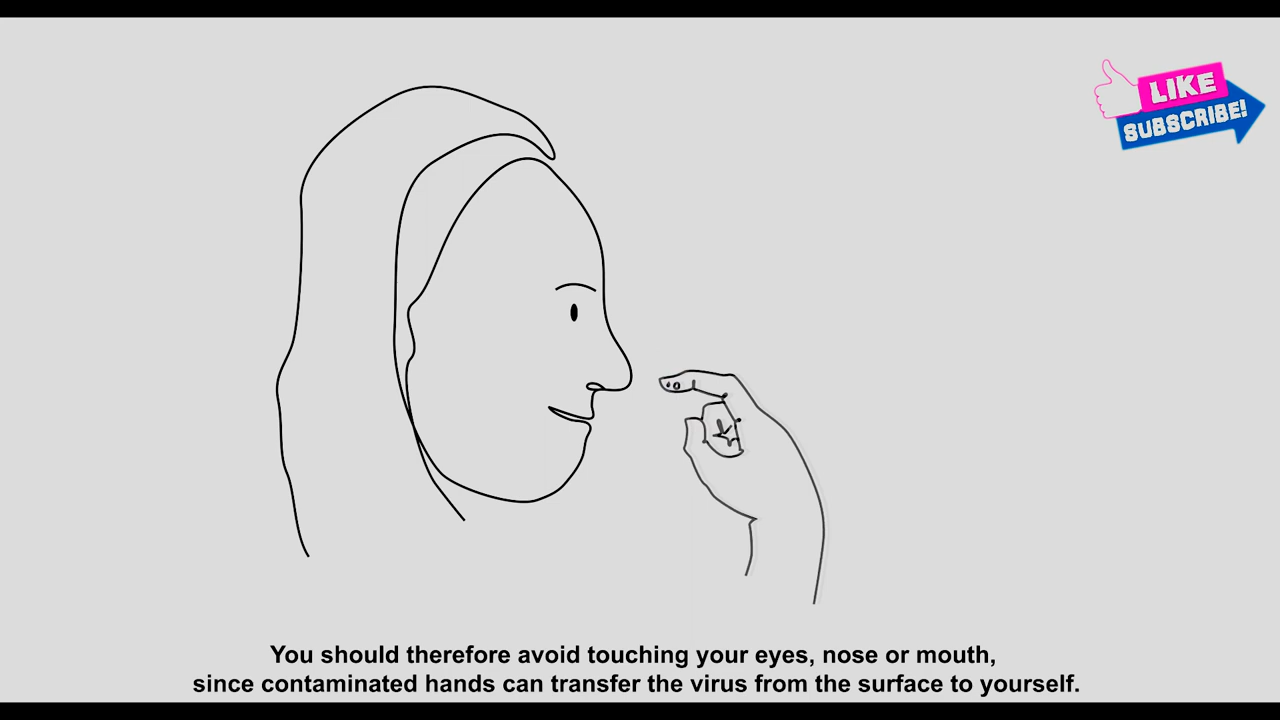 LIKE
SUBSCRIBE!
You should therefore avoid touching your eyes, nose or mouth,
since contaminated hands can transfer the virus from the surface to yourself.